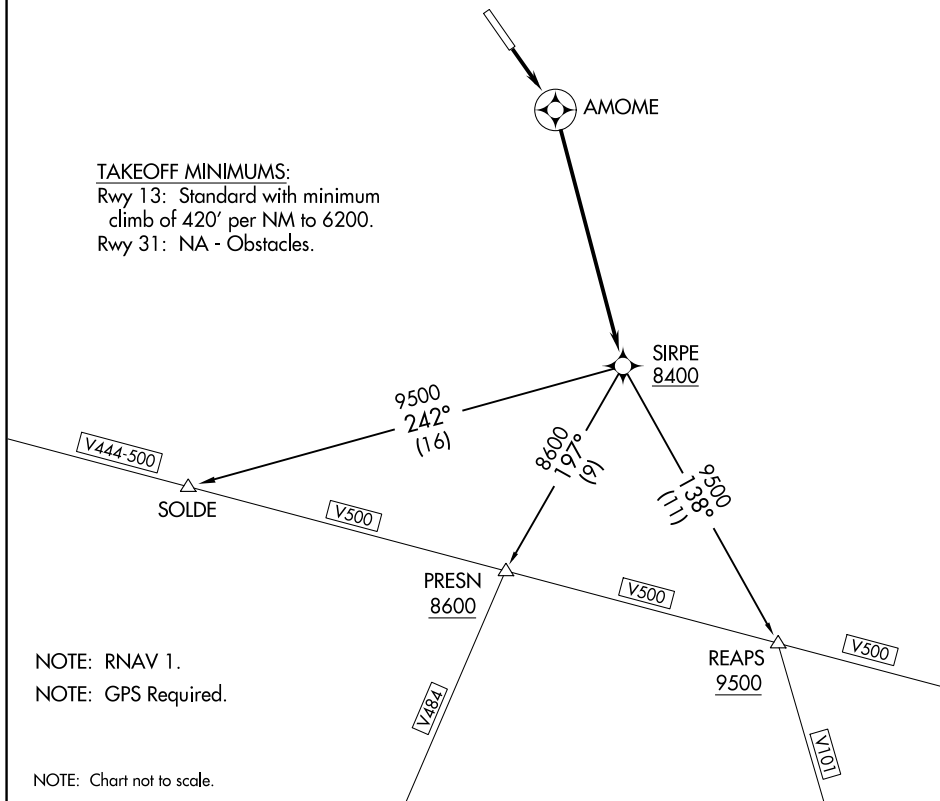 AMOME
TAKEOFF MINIMUMS:
Rwy 13: Standard with minimum
climb of 420' per NM to 6200.
Rwy 31: NA - Obstacles.
SIRPE
8400
9500
242°
(16)
8600
197°
(9)
9500
138°
(11)
V444-500
SOLDE
V500
PRESN
8600
V500
REAPS
9500
V500
V484
V101
NOTE: RNAV 1.
NOTE: GPS Required.
NOTE: Chart not to scale.